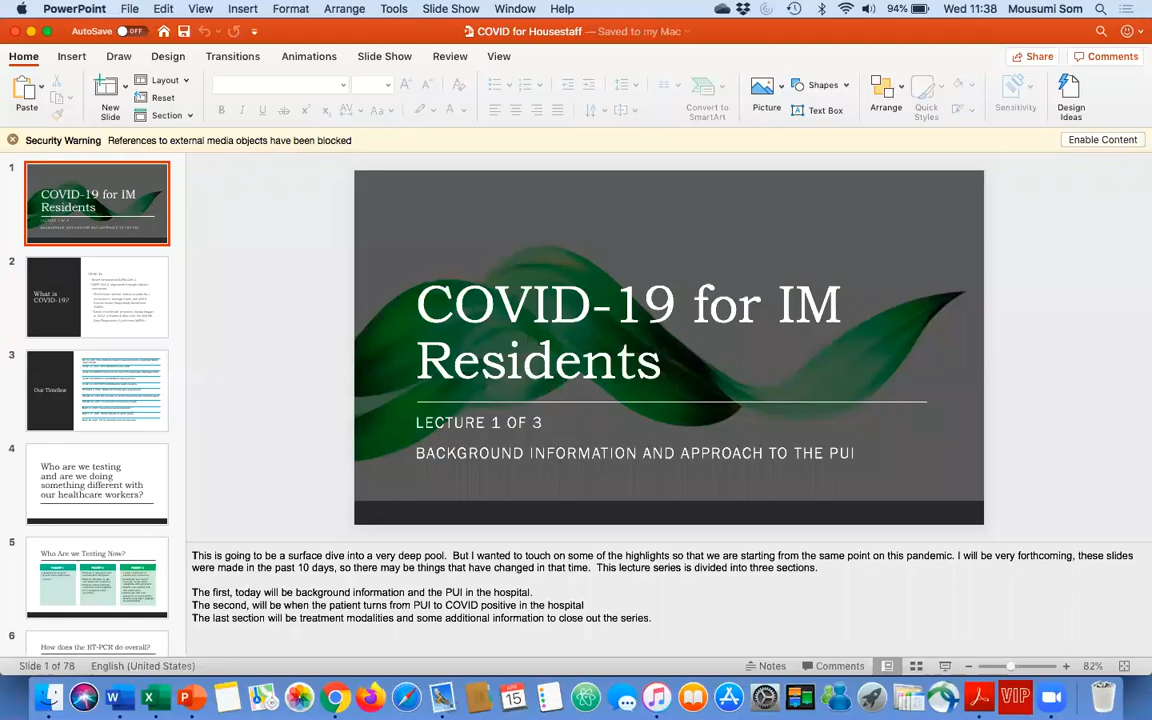 PowerPoint File Edit View Insert Format Arrange Tools Slide Show Window Help 94% Wed 11:38 Mousumi Som
AutoSave OFF COVID for Housestaff — Saved to my Mac
Home Insert Draw Design Transitions Animations Slide Show Review View Share Comments
Paste New Slide Layout Reset Section B I U ab X X AV Aa A Convert to SmartArt Picture Shapes Text Box Arrange Quick Styles Sensitivity Design Ideas
Security Warning References to external media objects have been blocked Enable Content
1
COVID-19 for IM
Residents
2
What is
COVID-19?
3
Our Timeline
4
Who are we testing
and are we doing
something different with
our healthcare workers?
5
Who Are we Testing Now?
6
How does the RT-PCR do overall?
COVID-19 for IM
Residents
LECTURE 1 OF 3
BACKGROUND INFORMATION AND APPROACH TO THE PUI
This is going to be a surface dive into a very deep pool. But I wanted to touch on some of the highlights so that we are starting from the same point on this pandemic. I will be very forthcoming, these slides
were made in the past 10 days, so there may be things that have changed in that time. This lecture series is divided into three sections.
The first, today will be background information and the PUI in the hospital.
The second, will be when the patient turns from PUI to COVID positive in the hospital
The last section will be treatment modalities and some additional information to close out the series.
Slide 1 of 78 English (United States) Notes Comments 82%
APR
15
VIP